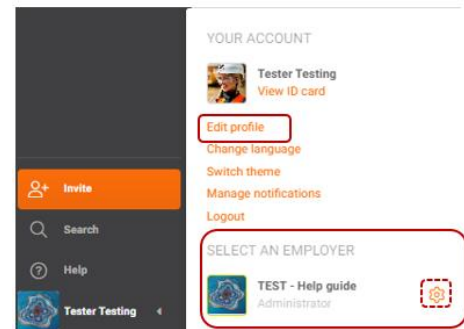 YOUR ACCOUNT
Tester Testing
View ID card
Edit profile
Change language
Switch theme
Manage notifications
Logout
SELECT AN EMPLOYER
TEST - Help guide
Administrator
Invite
Search
Help
Tester Testing